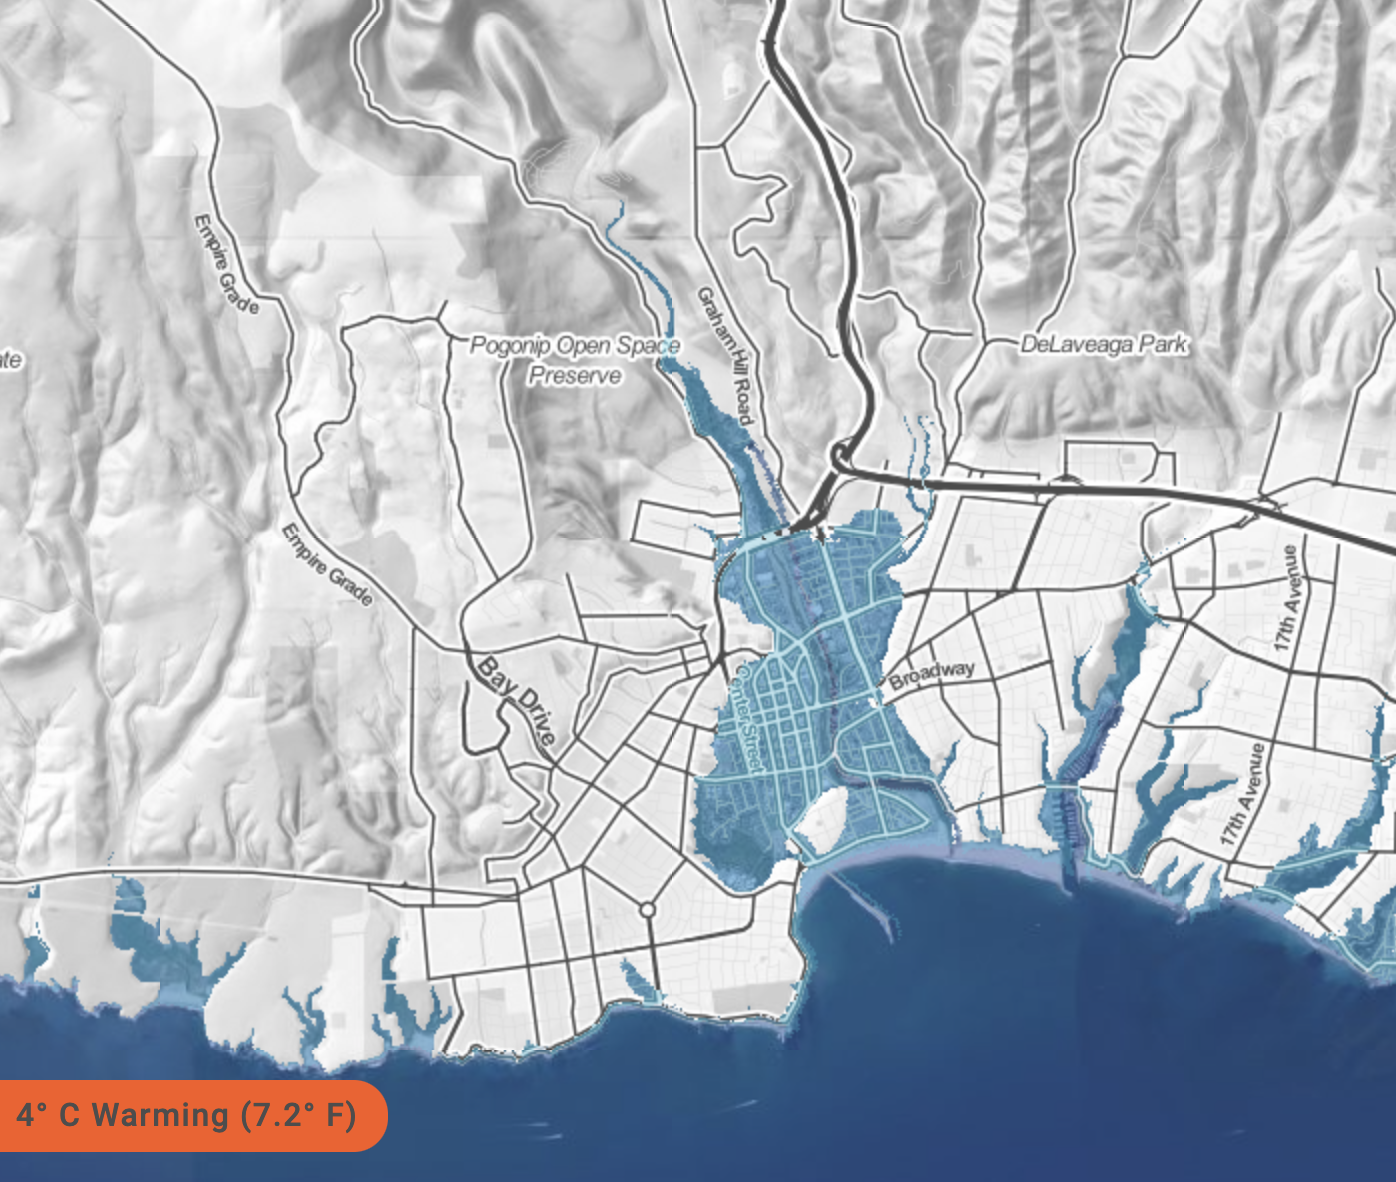 Empire Grade
Graham Hill Road
Pogonip Open Space
Preserve
DeLaveaga Park
ate
Empire Grade
17th Avenue
Bay Drive
Broadway
Center Street
17th Avenue
4° C Warming (7.2° F)